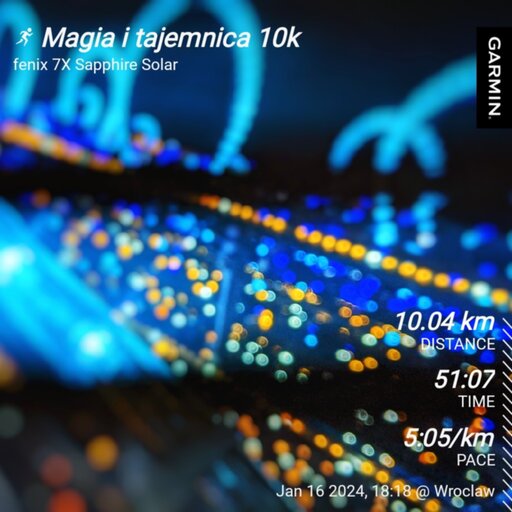 Magia i tajemnica 10k
fenix 7X Sapphire Solar
GARMIN
10.04 km
DISTANCE
51:07
TIME
5:05/km
PACE
Jan 16 2024, 18:18 @ Wroclaw